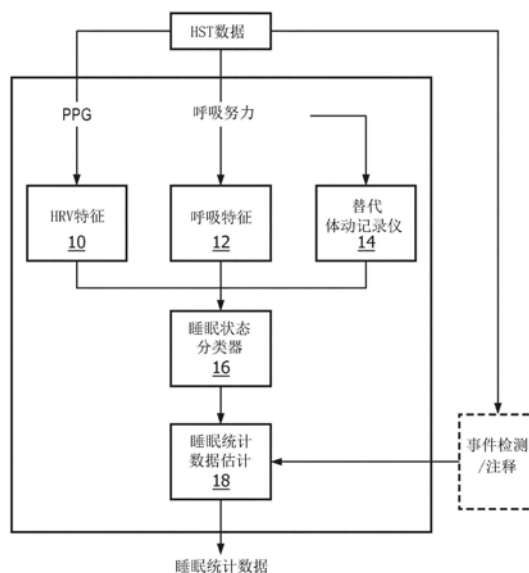 HST数据
PPG
呼吸努力
HRV特征
10
呼吸特征
12
替代
体动记录仪
14
睡眠状态
分类器
16
睡眠统计
数据估计
18
事件检测
/注释
睡眠统计数据